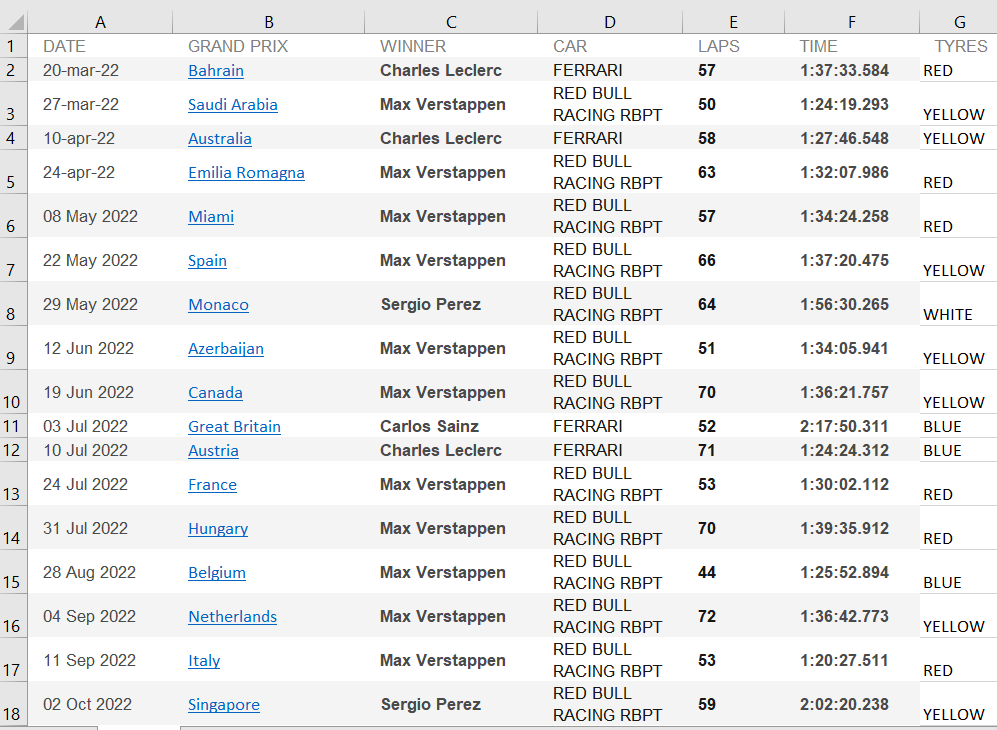 A B C D E F G
1 DATE GRAND PRIX WINNER CAR LAPS TIME TYRES
2 20-mar-22 Bahrain Charles Leclerc FERRARI 57 1:37:33.584 RED
3 27-mar-22 Saudi Arabia Max Verstappen RED BULL RACING RBPT 50 1:24:19.293 YELLOW
4 10-apr-22 Australia Charles Leclerc FERRARI 58 1:27:46.548 YELLOW
5 24-apr-22 Emilia Romagna Max Verstappen RED BULL RACING RBPT 63 1:32:07.986 RED
6 08 May 2022 Miami Max Verstappen RED BULL RACING RBPT 57 1:34:24.258 RED
7 22 May 2022 Spain Max Verstappen RED BULL RACING RBPT 66 1:37:20.475 YELLOW
8 29 May 2022 Monaco Sergio Perez RED BULL RACING RBPT 64 1:56:30.265 WHITE
9 12 Jun 2022 Azerbaijan Max Verstappen RED BULL RACING RBPT 51 1:34:05.941 YELLOW
10 19 Jun 2022 Canada Max Verstappen RED BULL RACING RBPT 70 1:36:21.757 YELLOW
11 03 Jul 2022 Great Britain Carlos Sainz FERRARI 52 2:17:50.311 BLUE
12 10 Jul 2022 Austria Charles Leclerc FERRARI 71 1:24:24.312 BLUE
13 24 Jul 2022 France Max Verstappen RED BULL RACING RBPT 53 1:30:02.112 RED
14 31 Jul 2022 Hungary Max Verstappen RED BULL RACING RBPT 70 1:39:35.912 RED
15 28 Aug 2022 Belgium Max Verstappen RED BULL RACING RBPT 44 1:25:52.894 BLUE
16 04 Sep 2022 Netherlands Max Verstappen RED BULL RACING RBPT 72 1:36:42.773 YELLOW
17 11 Sep 2022 Italy Max Verstappen RED BULL RACING RBPT 53 1:20:27.511 RED
18 02 Oct 2022 Singapore Sergio Perez RED BULL RACING RBPT 59 2:02:20.238 YELLOW